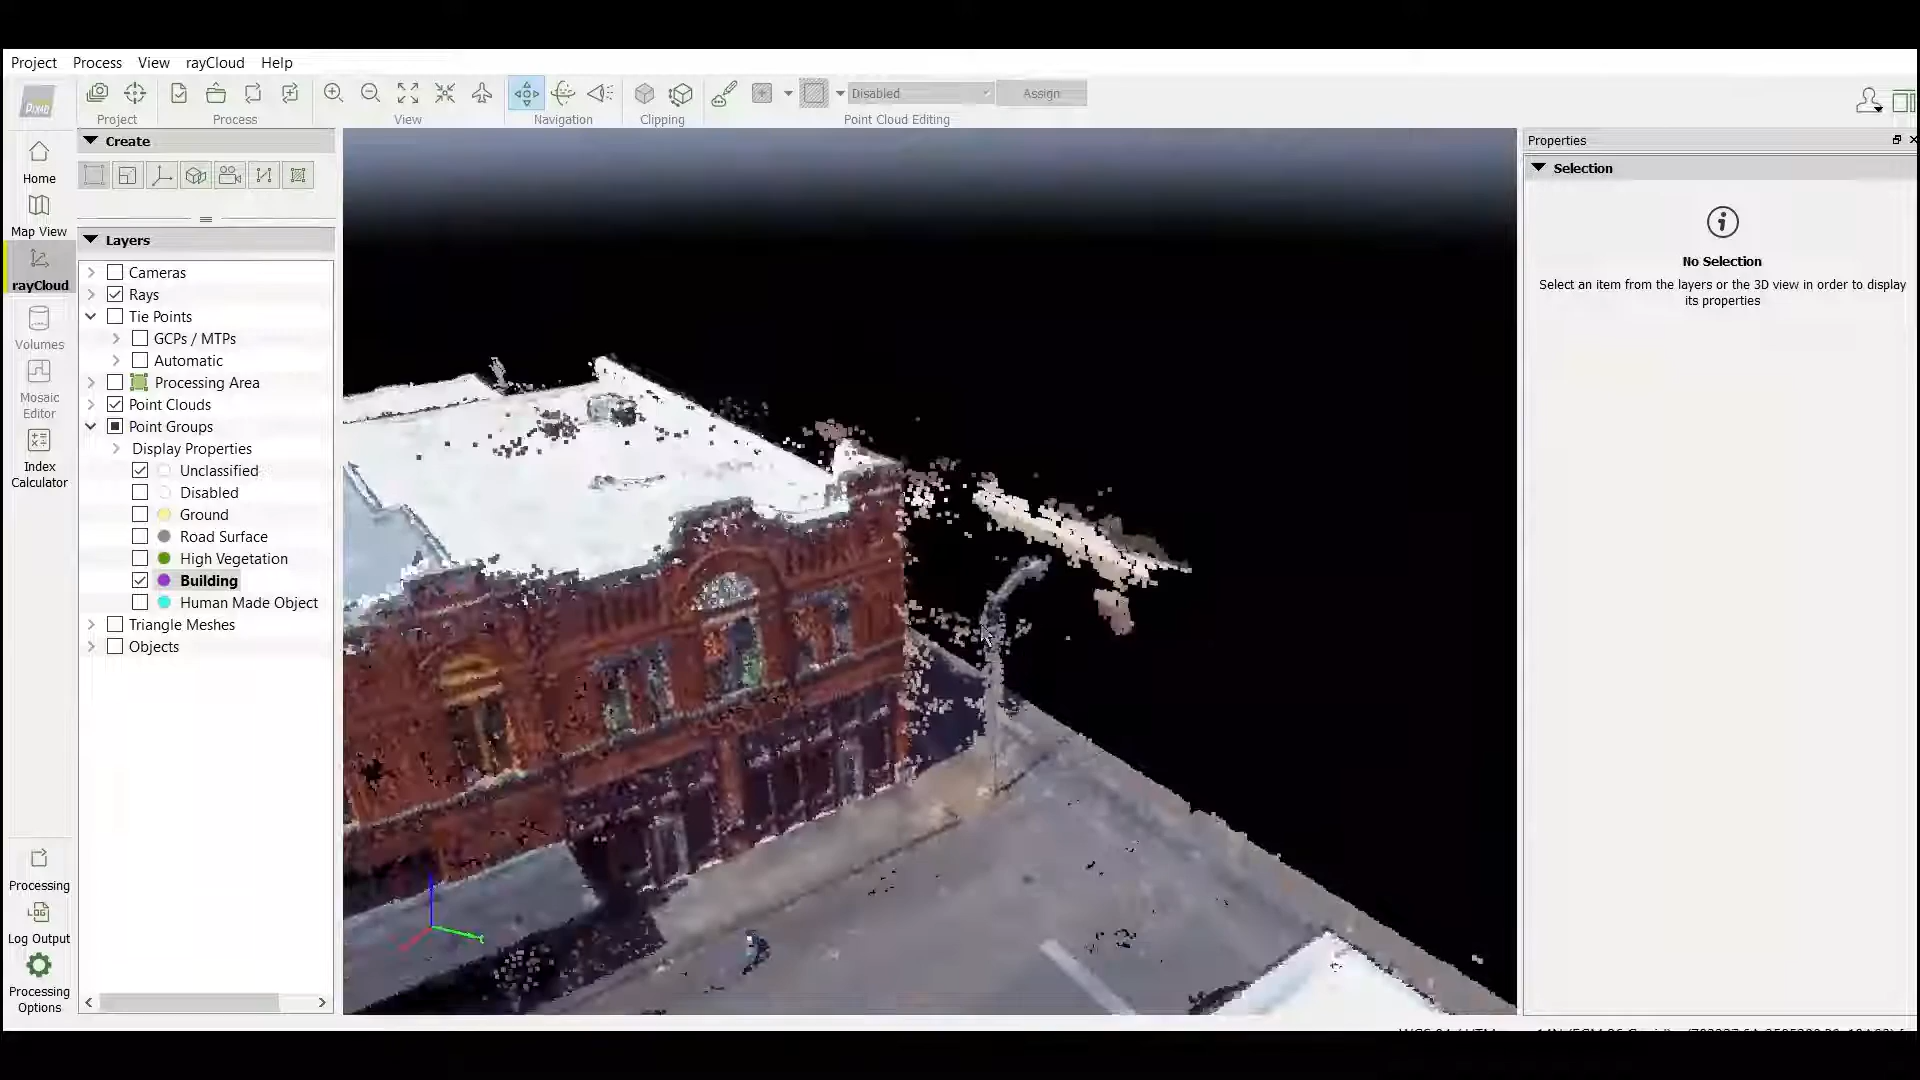 Project Process View rayCloud Help
PIX4D
Disabled
Assign
Project Process View Navigation Clipping Point Cloud Editing
Create
Properties
Selection
No Selection
Select an item from the layers or the 3D view in order to display
its properties
Home
Map View
rayCloud
Volumes
Mosaic
Editor
Index
Calculator
Layers
Cameras
Rays
Tie Points
GCPs / MTPs
Automatic
Processing Area
Point Clouds
Point Groups
Display Properties
Unclassified
Disabled
Ground
Road Surface
High Vegetation
Building
Human Made Object
Triangle Meshes
Objects
Processing
LOG
Log Output
Processing
Options